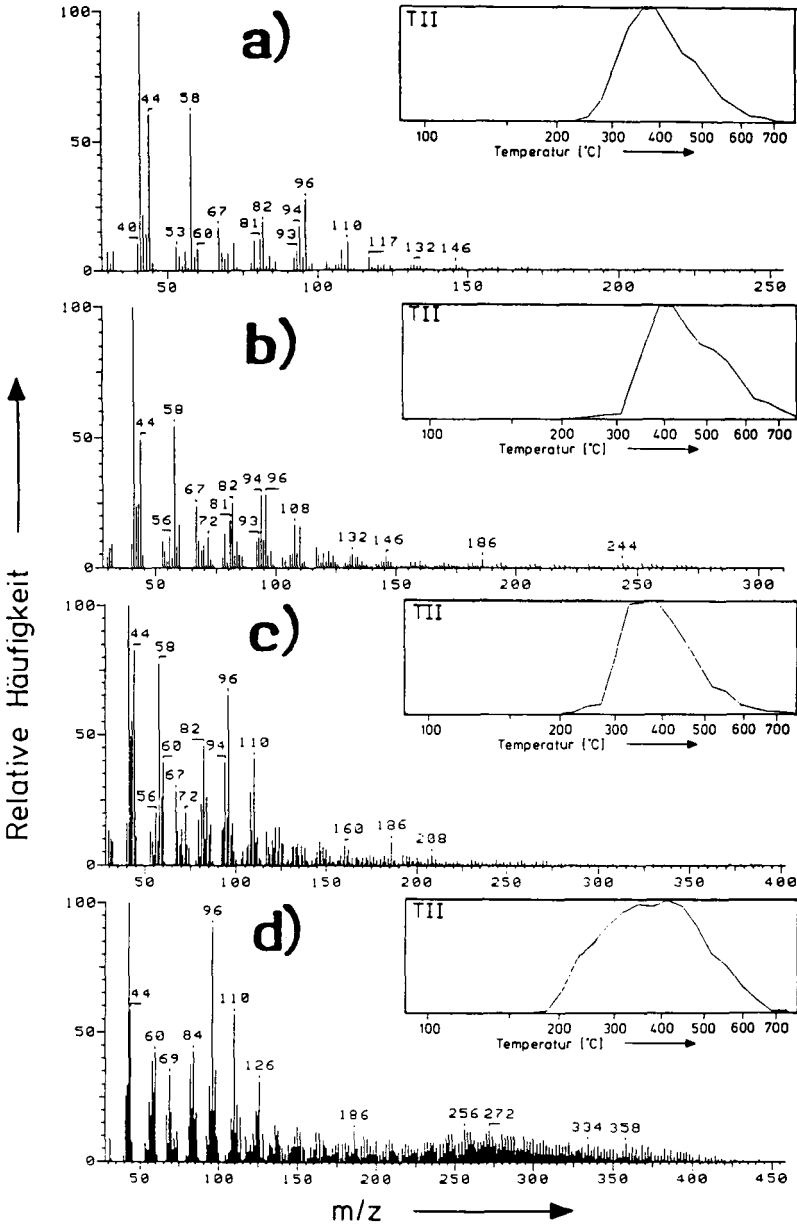 a)
TII
100 200 300 400 500 600 700
Temperatur [°C]
100
50
0
40 44 53 58 60 67 81 82 93 94 96 110 117 132 146
50 100 150 200 250
b)
TII
100 200 300 400 500 600 700
Temperatur [°C]
100
50
0
44 56 58 67 72 81 82 93 94 96 108 132 146 186 244
50 100 150 200 250 300
c)
TII
100 200 300 400 500 600 700
Temperatur [°C]
100
50
0
44 56 58 60 67 72 82 94 96 110 160 186 208
50 100 150 200 250 300 350 400
d)
TII
100 200 300 400 500 600 700
Temperatur [°C]
100
50
0
44 60 69 84 96 110 126 186 256 272 334 358
50 100 150 200 250 300 350 400 450
Relative Häufigkeit
m/z